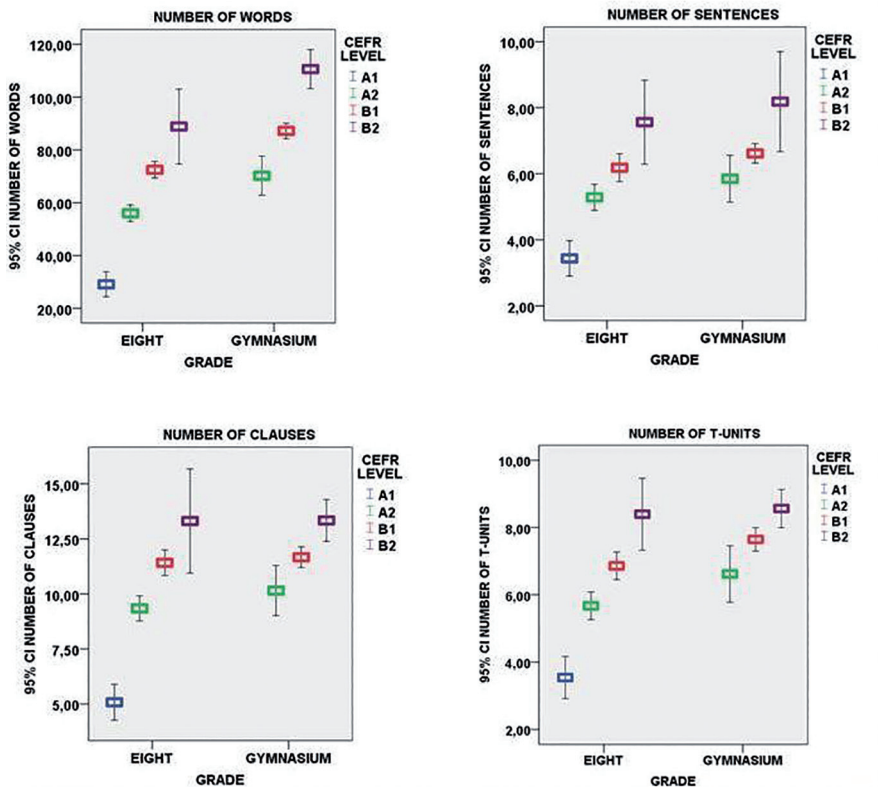 NUMBER OF WORDS
95% CI NUMBER OF WORDS
120,00
100,00
80,00
60,00
40,00
20,00
EIGHT
GYMNASIUM
GRADE
CEFR
LEVEL
A1
A2
B1
B2
NUMBER OF SENTENCES
95% CI NUMBER OF SENTENCES
10,00
8,00
6,00
4,00
2,00
EIGHT
GYMNASIUM
GRADE
CEFR
LEVEL
A1
A2
B1
B2
NUMBER OF CLAUSES
95% CI NUMBER OF CLAUSES
15,00
12,50
10,00
7,50
5,00
EIGHT
GYMNASIUM
GRADE
CEFR
LEVEL
A1
A2
B1
B2
NUMBER OF T-UNITS
95% CI NUMBER OF T-UNITS
10,00
8,00
6,00
4,00
2,00
EIGHT
GYMNASIUM
GRADE
CEFR
LEVEL
A1
A2
B1
B2